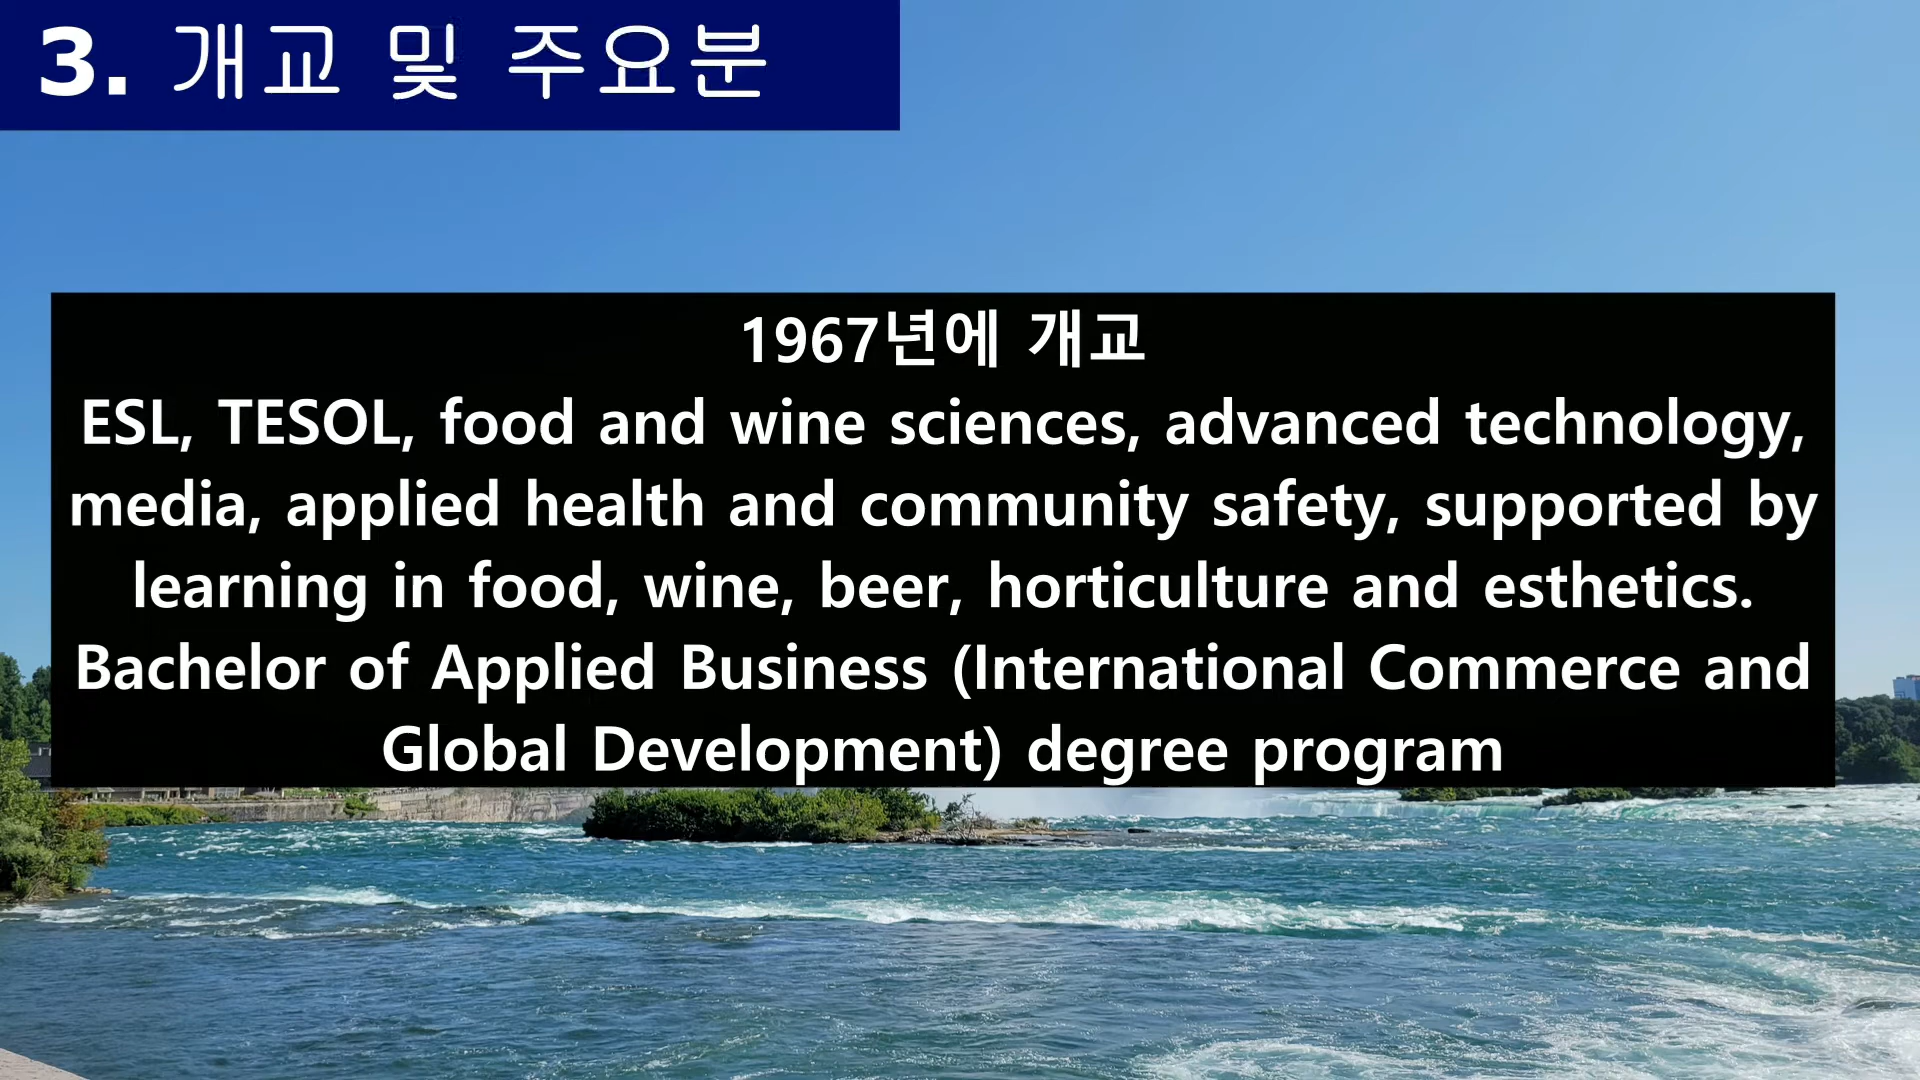 3. 개교 및 주요분
1967년에 개교
ESL, TESOL, food and wine sciences, advanced technology,
media, applied health and community safety, supported by
learning in food, wine, beer, horticulture and esthetics.
Bachelor of Applied Business (International Commerce and
Global Development) degree program